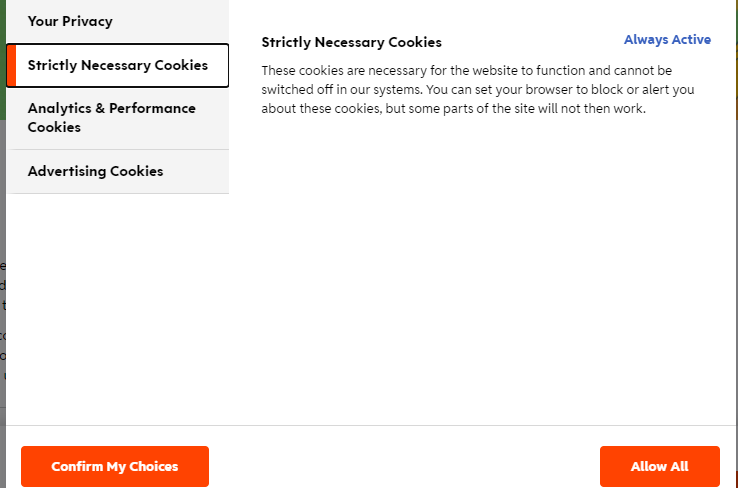 Your Privacy
Strictly Necessary Cookies
Analytics & Performance
Cookies
Advertising Cookies
Strictly Necessary Cookies
Always Active
These cookies are necessary for the website to function and cannot be
switched off in our systems. You can set your browser to block or alert you
about these cookies, but some parts of the site will not then work.
Confirm My Choices
Allow All